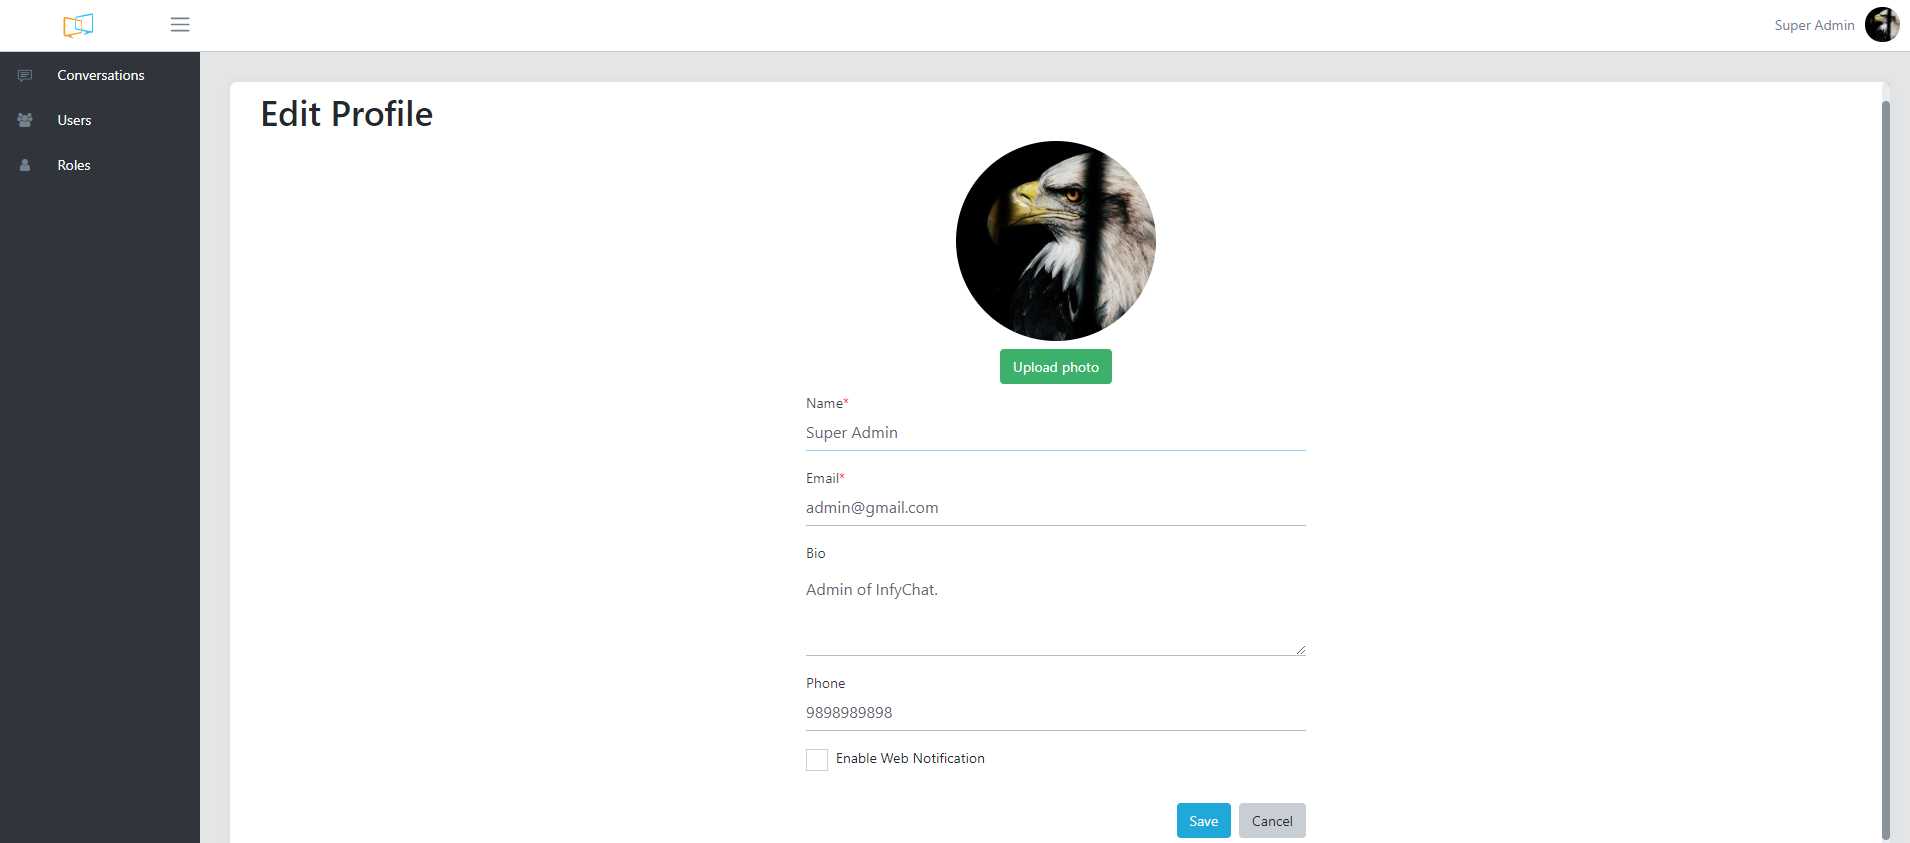 Super Admin
Conversations
Users
Roles
Edit Profile
Upload photo
Name*
Super Admin
Email*
admin@gmail.com
Bio
Admin of InfyChat.
Phone
9898989898
Enable Web Notification
Save
Cancel